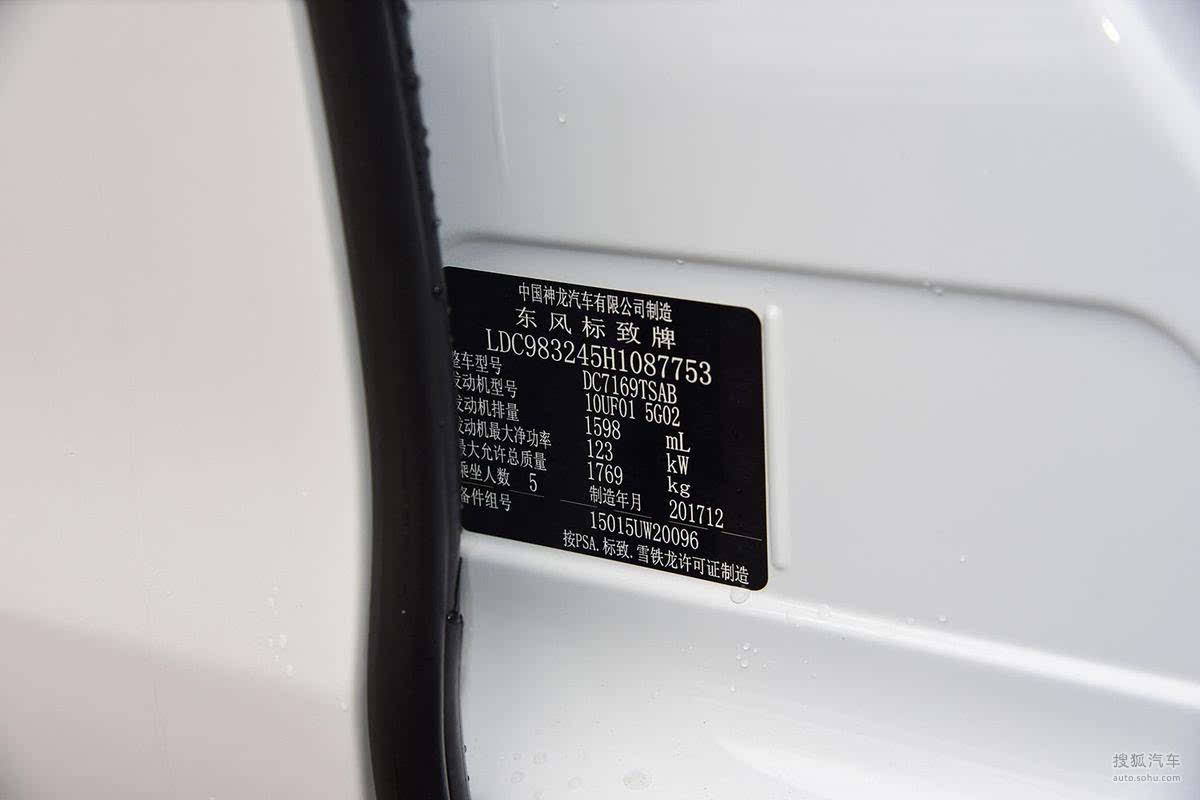 中国神龙汽车有限公司制造
东风标致牌
LDC983245H1087753
整车型号 DC7169TSAB
发动机型号 10UF01 5G02
发动机排量 1598 mL
发动机最大净功率 123 kW
最大允许总质量 1769 kg
乘坐人数 5 制造年月 201712
备件组号 15015UW20096
按PSA.标致.雪铁龙许可证制造
搜狐汽车
auto.sohu.com